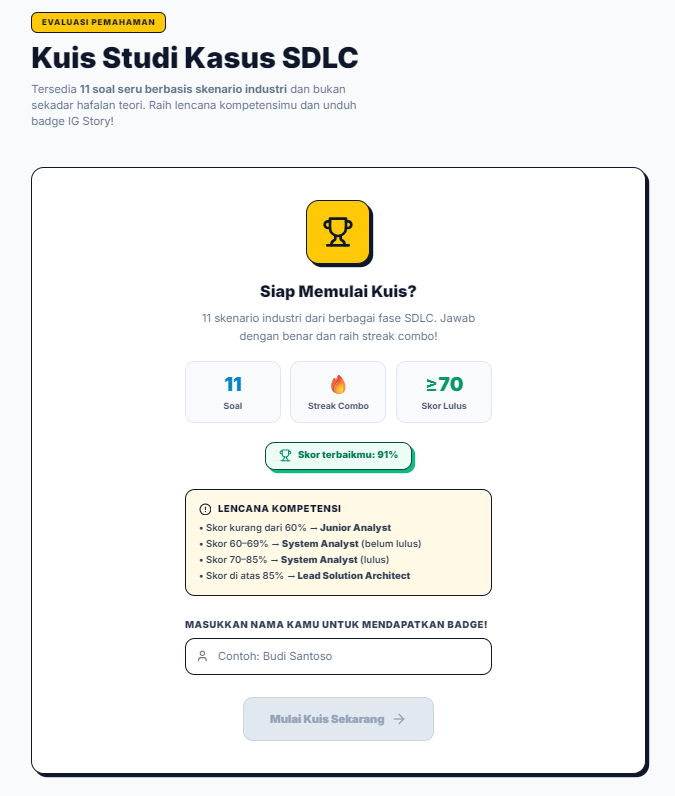 EVALUASI PEMAHAMAN
Kuis Studi Kasus SDLC
Tersedia 11 soal seru berbasis skenario industri dan bukan
sekadar hafalan teori. Raih lencana kompetensimu dan unduh
badge IG Story!
Siap Memulai Kuis?
11 skenario industri dari berbagai fase SDLC. Jawab
dengan benar dan raih streak combo!
11
Soal
Streak Combo
≥70
Skor Lulus
Skor terbaikmu: 91%
LENCANA KOMPETENSI
• Skor kurang dari 60% → Junior Analyst
• Skor 60–69% → System Analyst (belum lulus)
• Skor 70–85% → System Analyst (lulus)
• Skor di atas 85% → Lead Solution Architect
MASUKKAN NAMA KAMU UNTUK MENDAPATKAN BADGE!
Contoh: Budi Santoso
Mulai Kuis Sekarang →